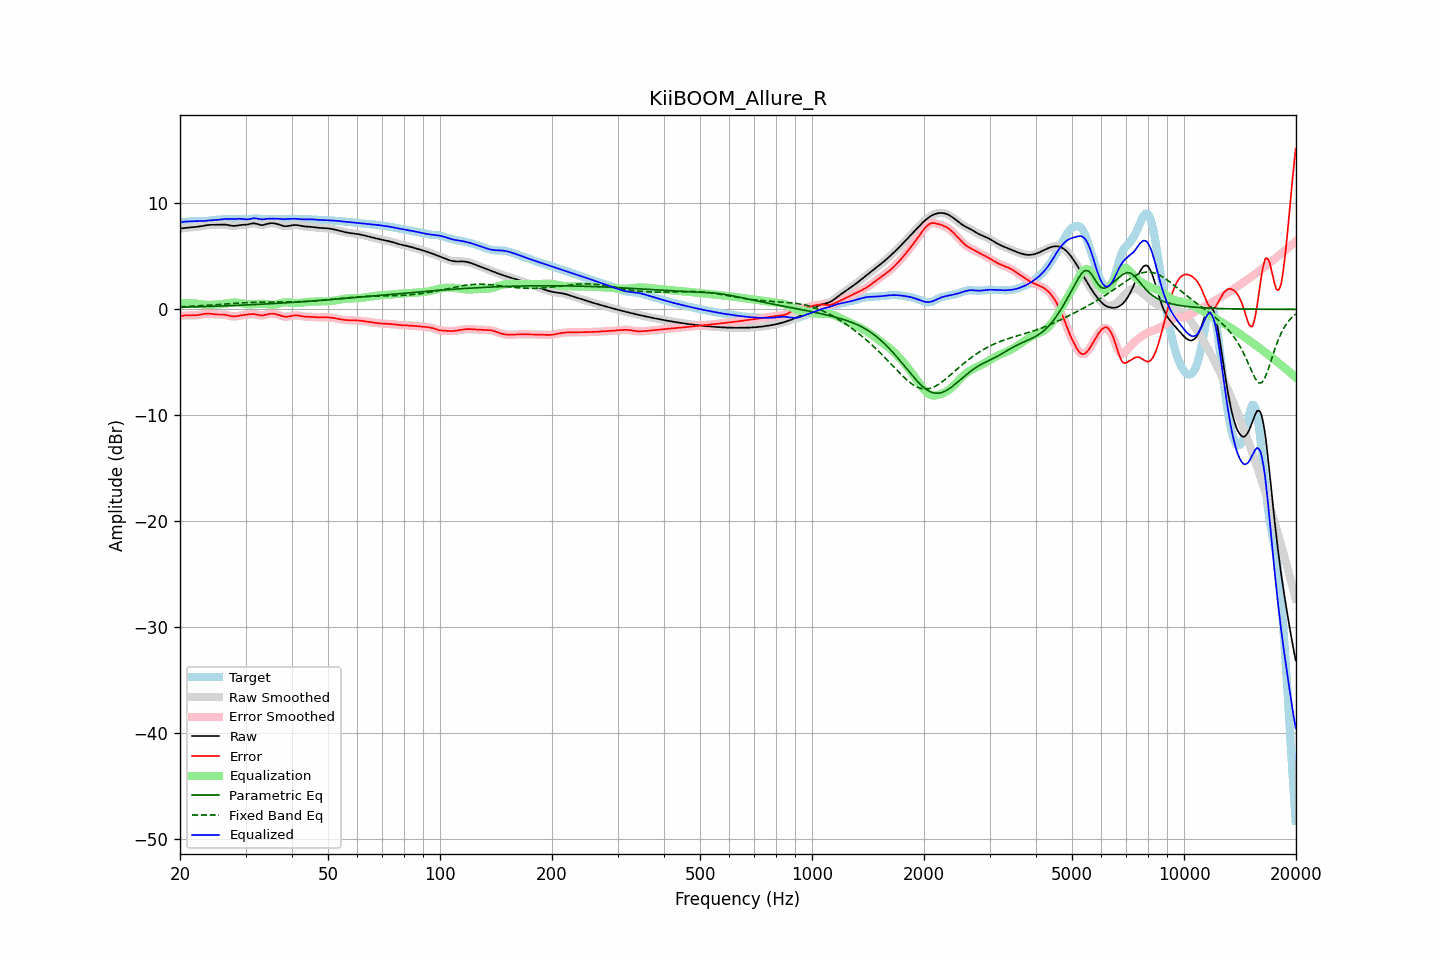 KiiBOOM_Allure_R
Amplitude (dBr)
10
0
−10
−20
−30
−40
−50
Target
Raw Smoothed
Error Smoothed
Raw
Error
Equalization
Parametric Eq
Fixed Band Eq
Equalized
20 50 100 200 500 1000 2000 5000 10000 20000
Frequency (Hz)